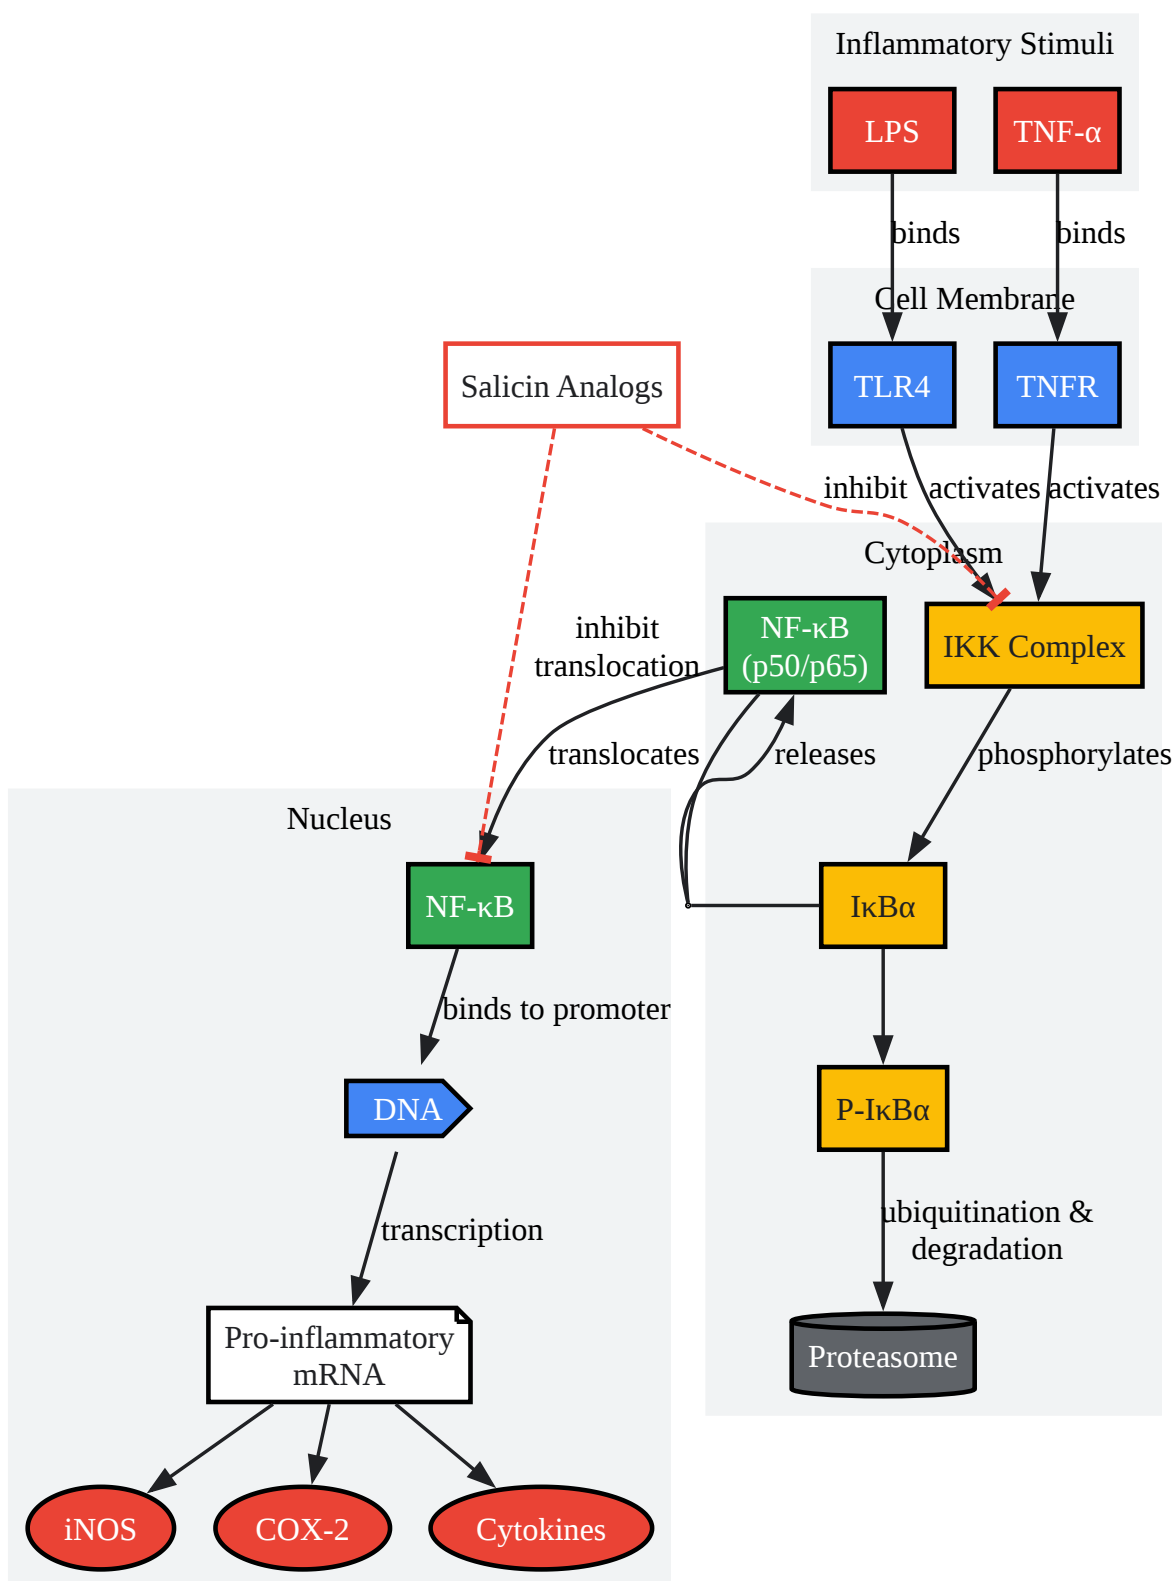 Inflammatory Stimuli
LPS
TNF-α
binds
binds
Cell Membrane
Salicin Analogs
TLR4
TNFR
inhibit
activates
activates
Cytoplasm
inhibit
translocation
NF-κB
(p50/p65)
IKK Complex
translocates
releases
phosphorylates
Nucleus
NF-κB
IκBα
binds to promoter
DNA
P-IκBα
transcription
ubiquitination &
degradation
Pro-inflammatory
mRNA
Proteasome
iNOS
COX-2
Cytokines